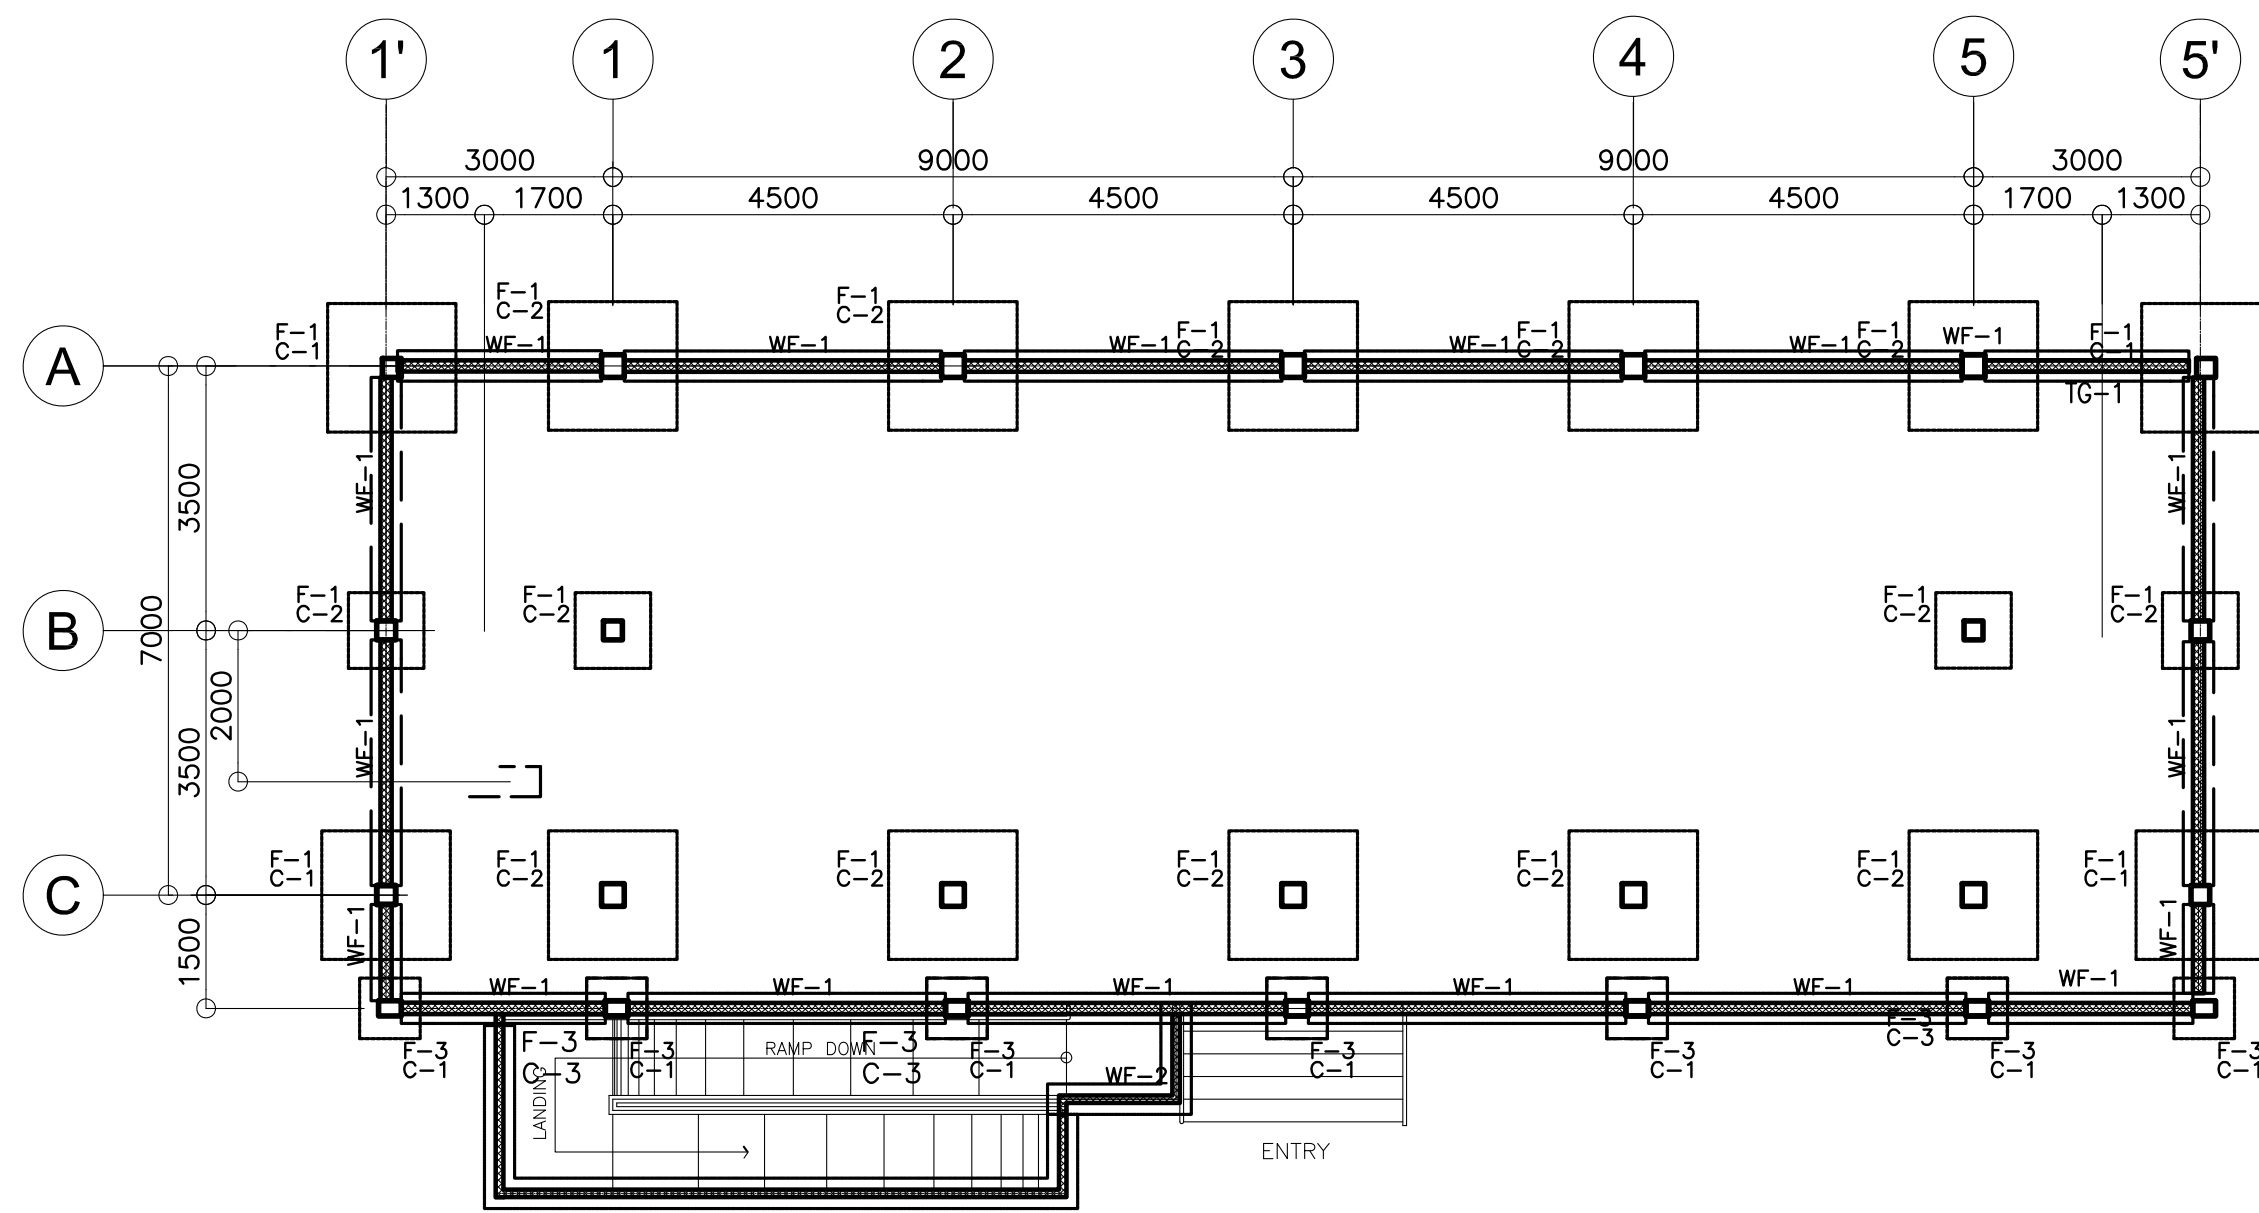 1' 1 2 3 4 5 5'
3000 9000 9000 3000
1300 1700 4500 4500 4500 4500 1700 1300
F-1 F-1
C-2 C-2
F-1 F-1 F-1 F-1 F-1
C-1 C-2 C-2 C-2 C-1
WF-1 WF-1 WF-1 WF-1 WF-1 WF-1
A
TG-1
WF-1 WF-1
3500
F-1 F-1 F-1 F-1
C-2 C-2 C-2 C-2
B
7000
2000
3500
WF-1 WF-1
F-1 F-1 F-1 F-1 F-1 F-1 F-1
C-1 C-2 C-2 C-2 C-2 C-2 C-1
C
1500
WF-1 WF-1
WF-1 WF-1 WF-1 WF-1 WF-1 WF-1
F-3
C-3
F-3 F-3
C-3 C-3
F-3 F-3 F-3 F-3 F-3 F-3 F-3
C-1 C-1 C-1 C-1 C-1 C-1 C-1
RAMP DOWN
LANDING
WF-2
ENTRY